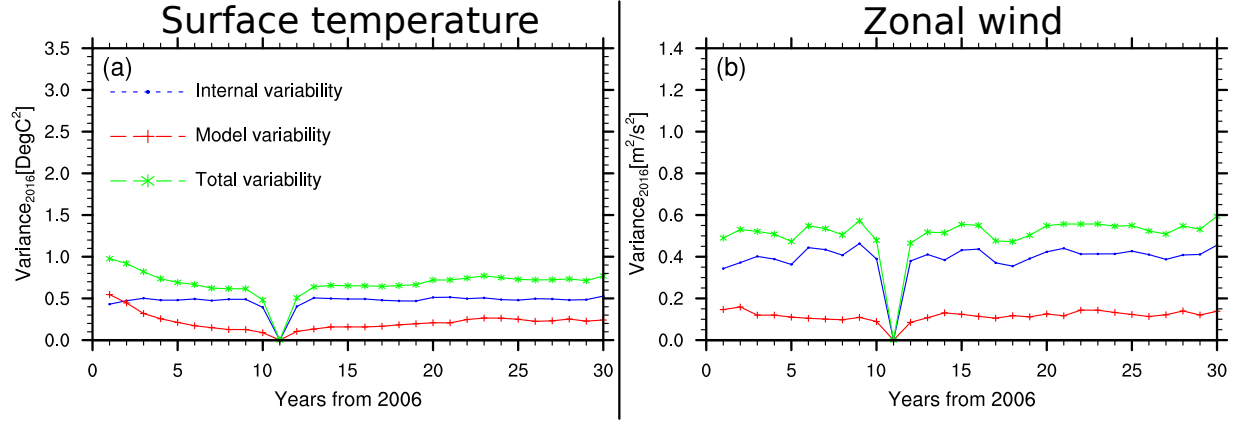 Surface temperature
Zonal wind
(a)
Internal variability
Model variability
Total variability
Variance2016[DegC2]
3.5
3.0
2.5
2.0
1.5
1.0
0.5
0.0
0 5 10 15 20 25 30
Years from 2006
(b)
Variance2016[m2/s2]
1.4
1.2
1.0
0.8
0.6
0.4
0.2
0.0
0 5 10 15 20 25 30
Years from 2006